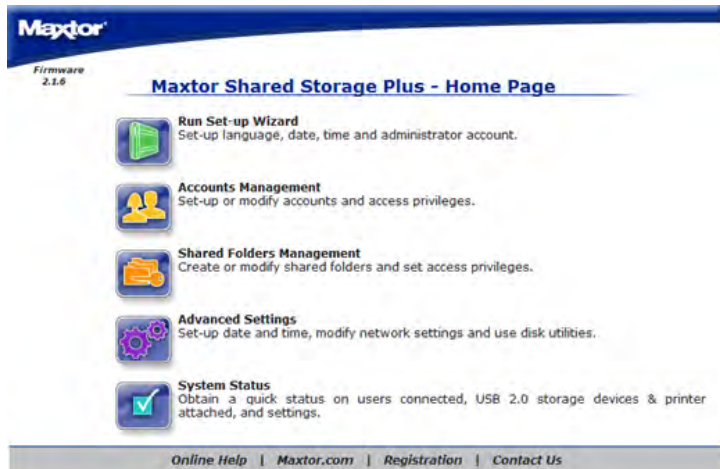 Maxtor
Firmware
2.1.6
Maxtor Shared Storage Plus - Home Page
Run Set-up Wizard
Set-up language, date, time and administrator account.
Accounts Management
Set-up or modify accounts and access privileges.
Shared Folders Management
Create or modify shared folders and set access privileges.
Advanced Settings
Set-up date and time, modify network settings and use disk utilities.
System Status
Obtain a quick status on users connected, USB 2.0 storage devices & printer
attached, and settings.
Online Help | Maxtor.com | Registration | Contact Us